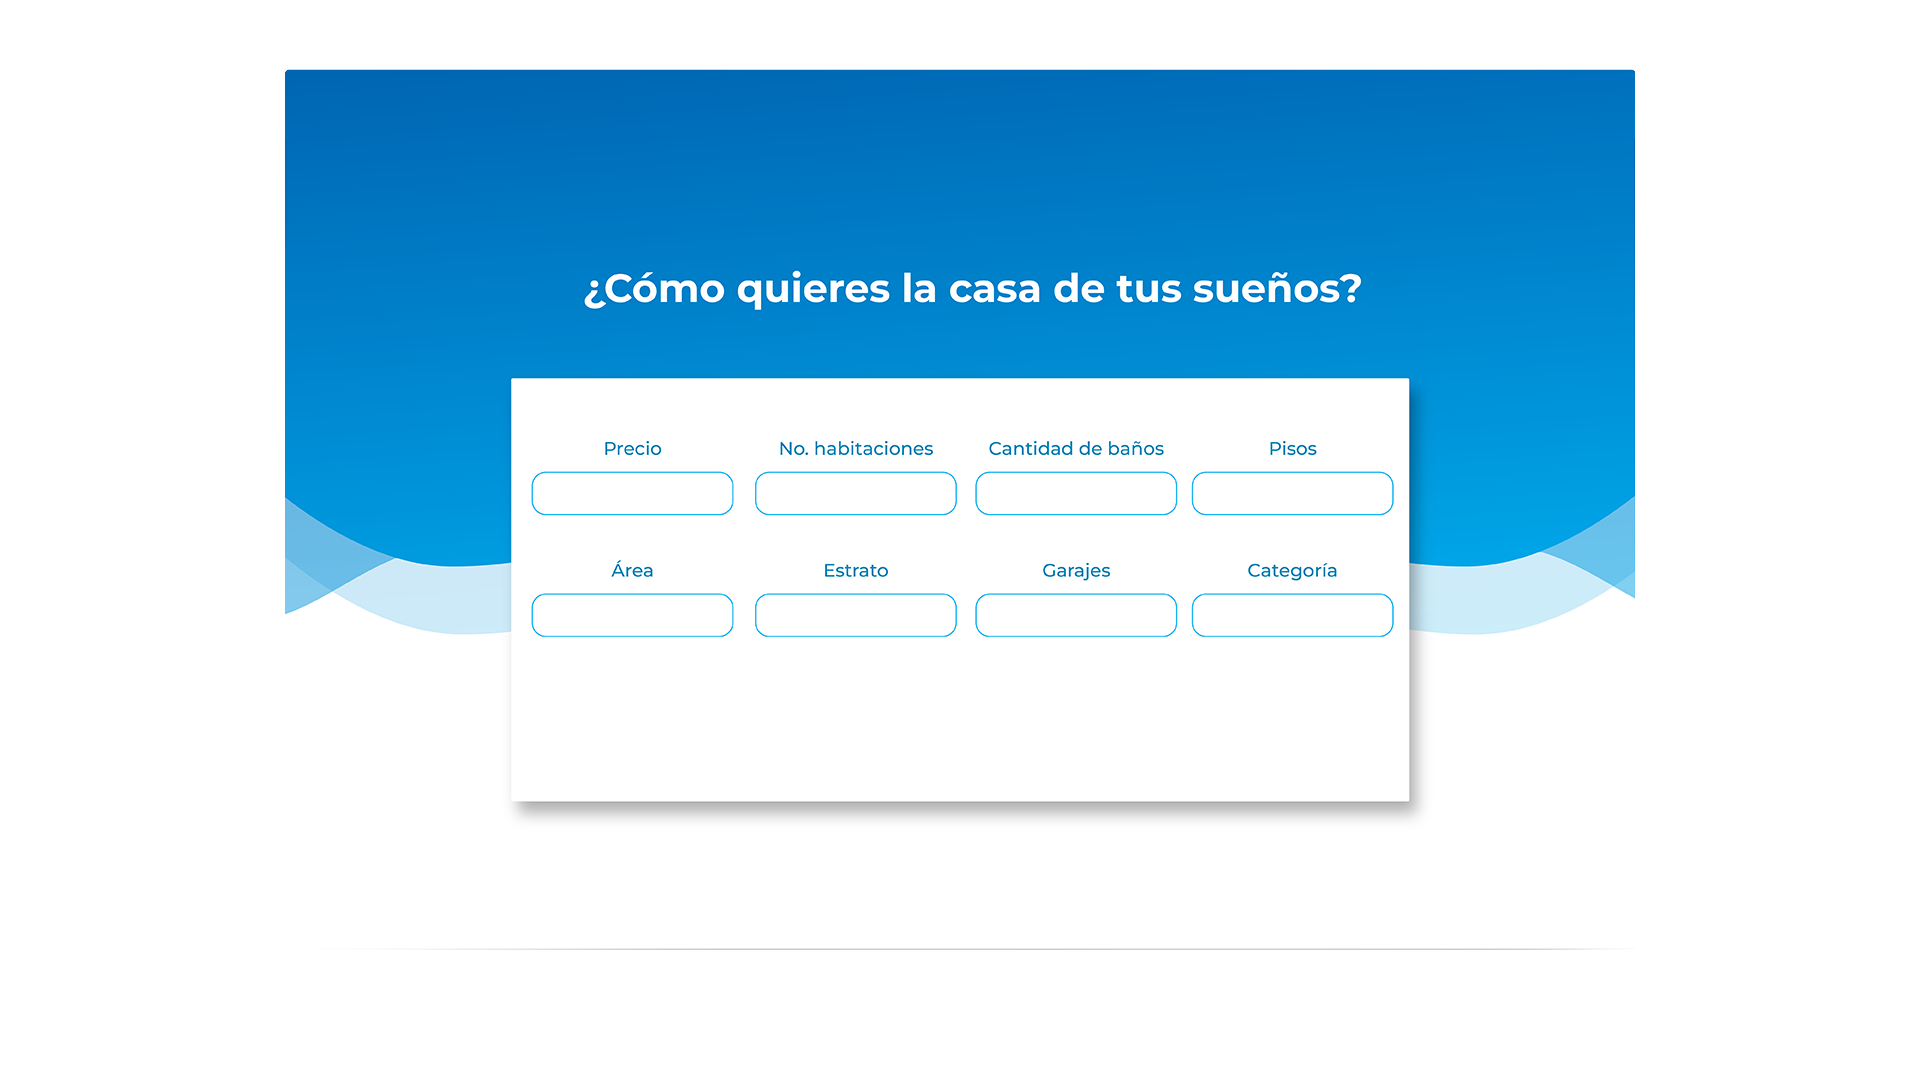 ¿Cómo quieres la casa de tus sueños?
Precio
No. habitaciones
Cantidad de baños
Pisos
Área
Estrato
Garajes
Categoría